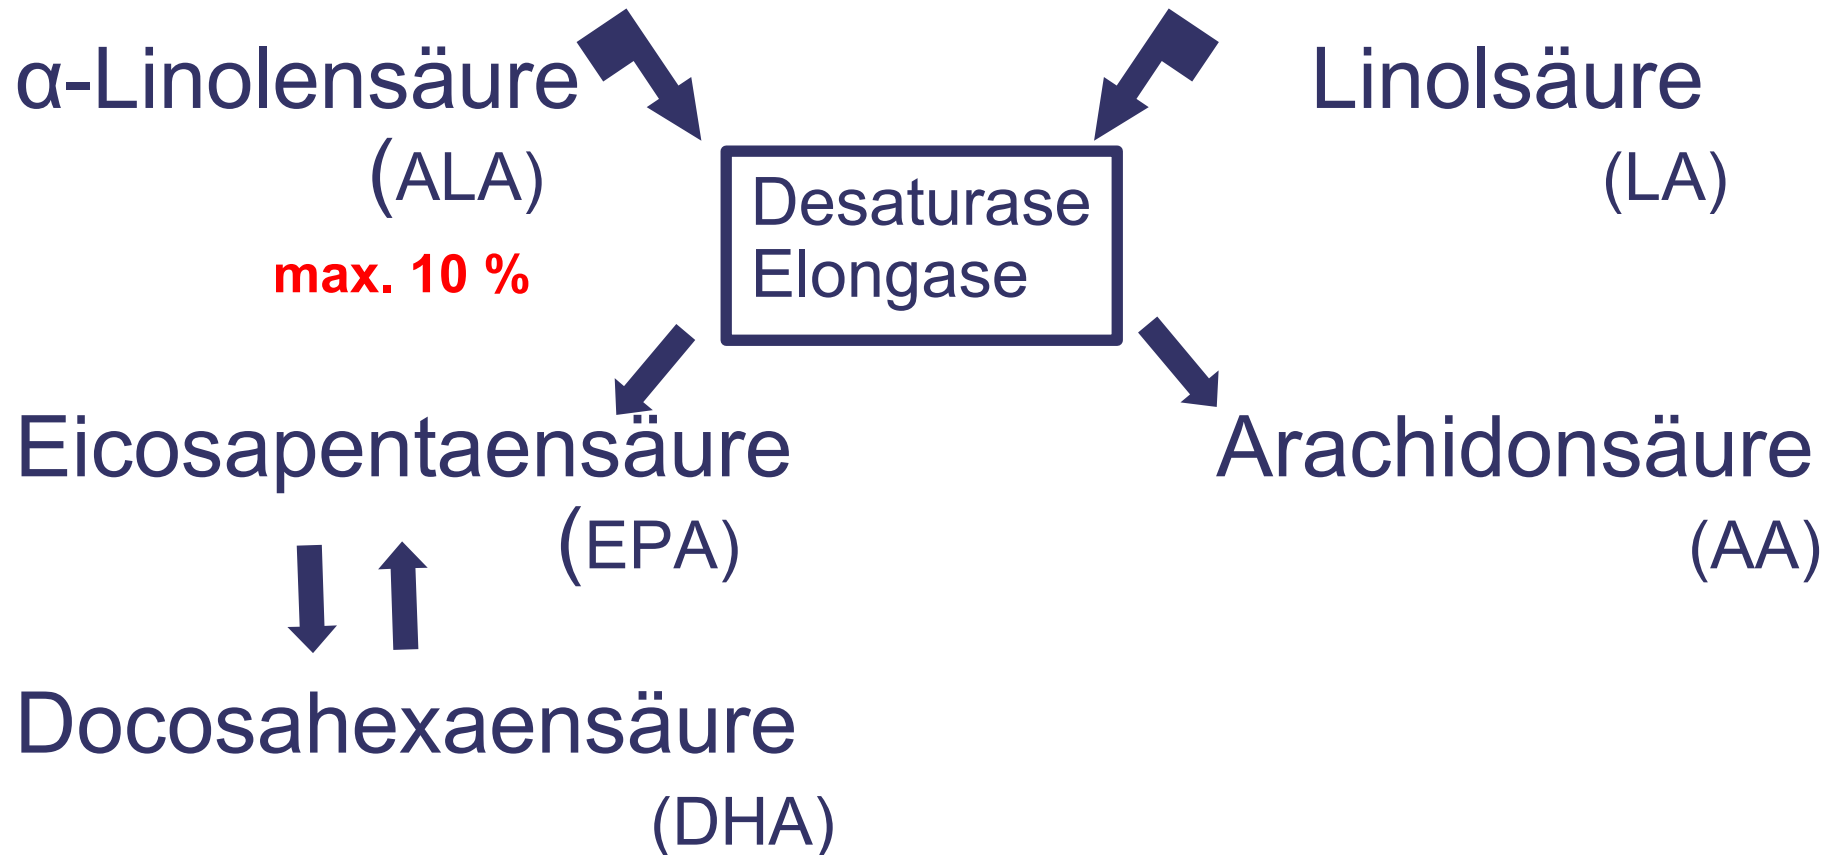 α-Linolensäure
(ALA)
max. 10 %
Linolsäure
(LA)
Desaturase
Elongase
Eicosapentaensäure
(EPA)
Arachidonsäure
(AA)
Docosahexaensäure
(DHA)